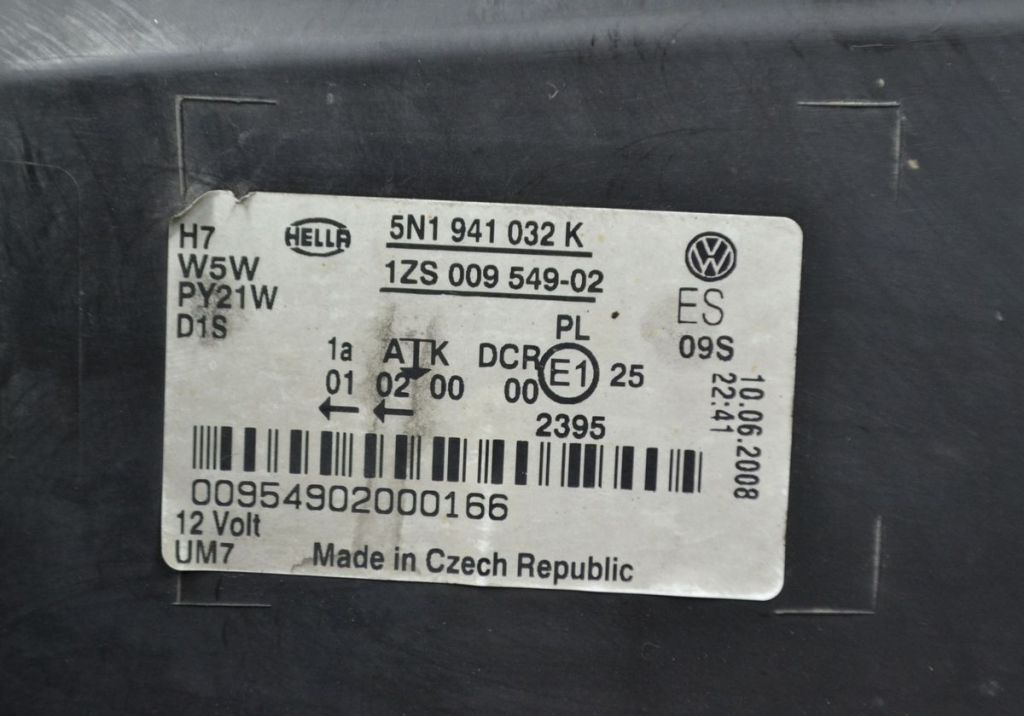 H7
W5W
PY21W
D1S
HELLA
5N1 941 032 K
1ZS 009 549-02
VW
ES
09S
PL
1a A K DCR E1 25
01 02 00 00
2395
10.06.2008
22:41
00954902000166
12 Volt
UM7
Made in Czech Republic